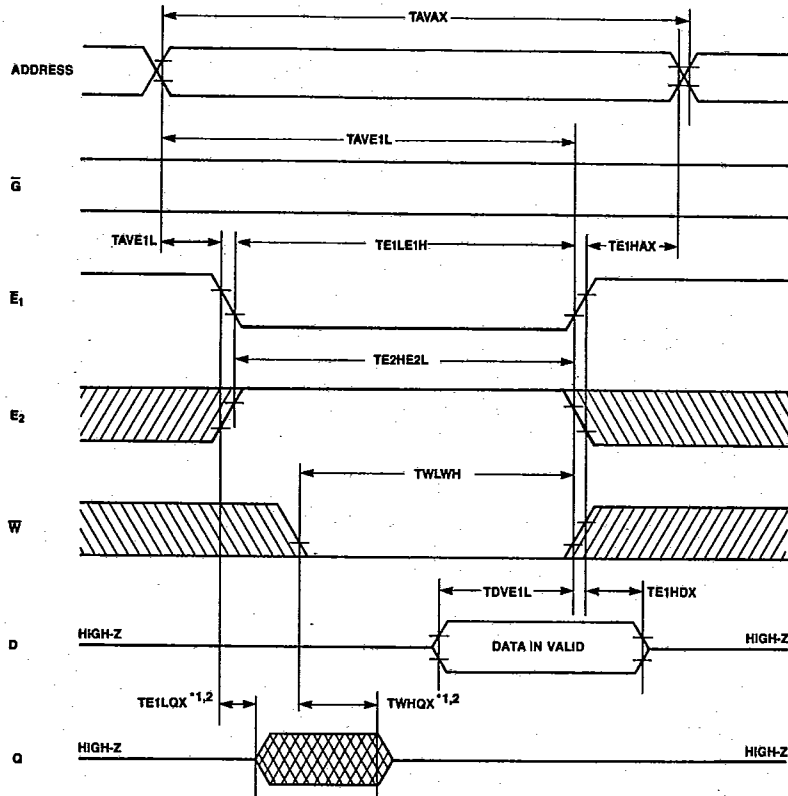 TAVAX
ADDRESS
TAVE1L
G̅
TAVE1L
TE1LE1H
TE1HAX
E̅₁
TE2HE2L
E₂
TWLWH
W̅
TDVE1L
TE1HDX
D
HIGH-Z
DATA IN VALID
HIGH-Z
TE1LQX *1,2
TWHQX *1,2
Q
HIGH-Z
HIGH-Z